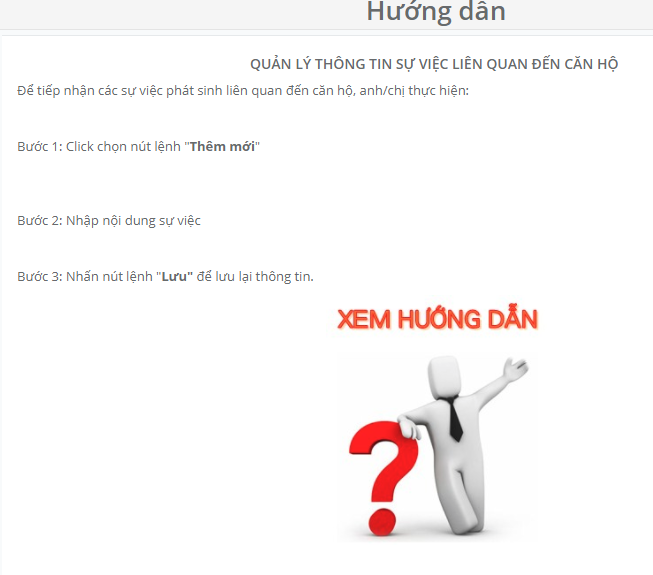 Hướng dẫn
QUẢN LÝ THÔNG TIN SỰ VIỆC LIÊN QUAN ĐẾN CĂN HỘ
Để tiếp nhận các sự việc phát sinh liên quan đến căn hộ, anh/chị thực hiện:
Bước 1: Click chọn nút lệnh "Thêm mới"
Bước 2: Nhập nội dung sự việc
Bước 3: Nhấn nút lệnh "Lưu" để lưu lại thông tin.
XEM HƯỚNG DẪN